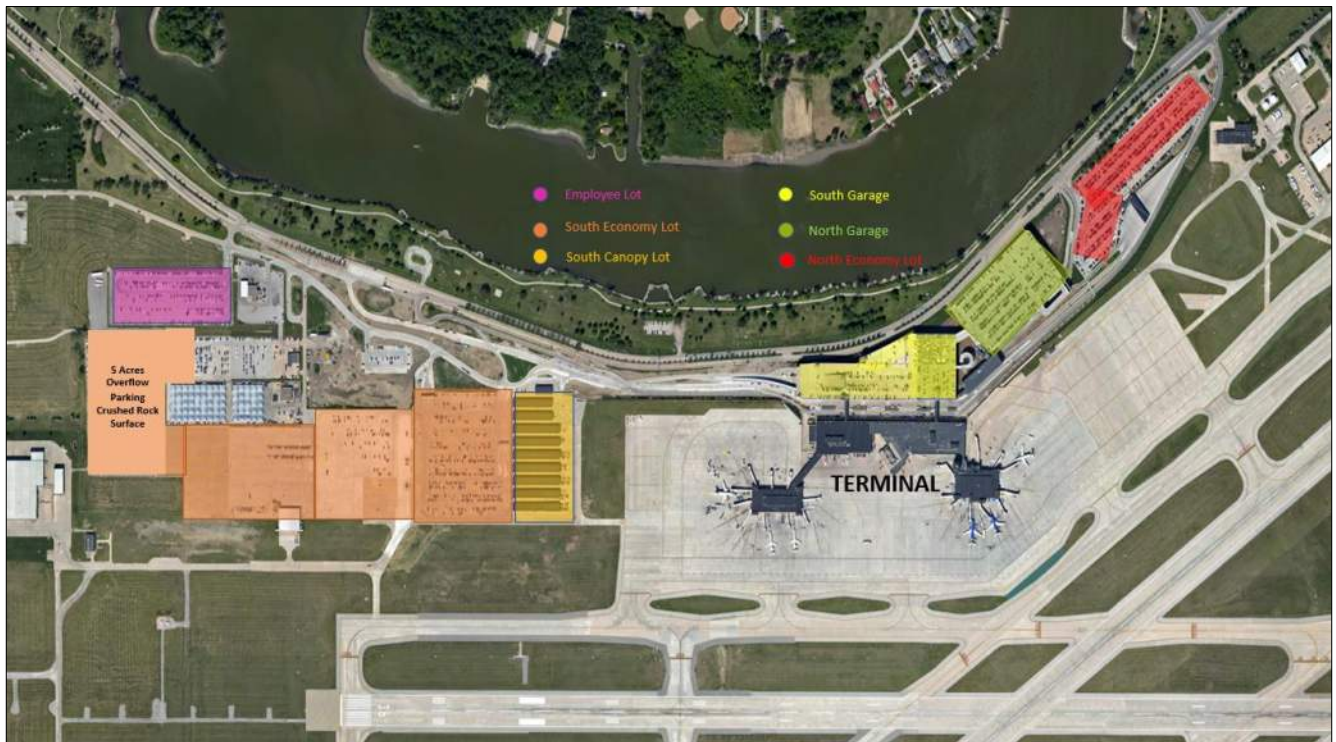 Employee Lot
South Economy Lot
South Canopy Lot
South Garage
North Garage
North Economy Lot
5 Acres
Overflow
Parking
Crushed Rock
Surface
TERMINAL